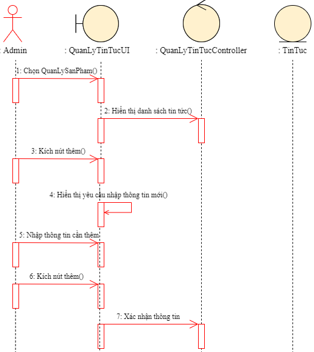 : Admin
: QuanLyTinTucUI
: QuanLyTinTucController
: TinTuc
1: Chọn QuanLySanPham()
2: Hiển thị danh sách tin tức()
3: Kích nút thêm()
4: Hiển thị yêu cầu nhập thông tin mới()
5: Nhập thông tin cần thêm
6: Kích nút thêm()
7: Xác nhận thông tin